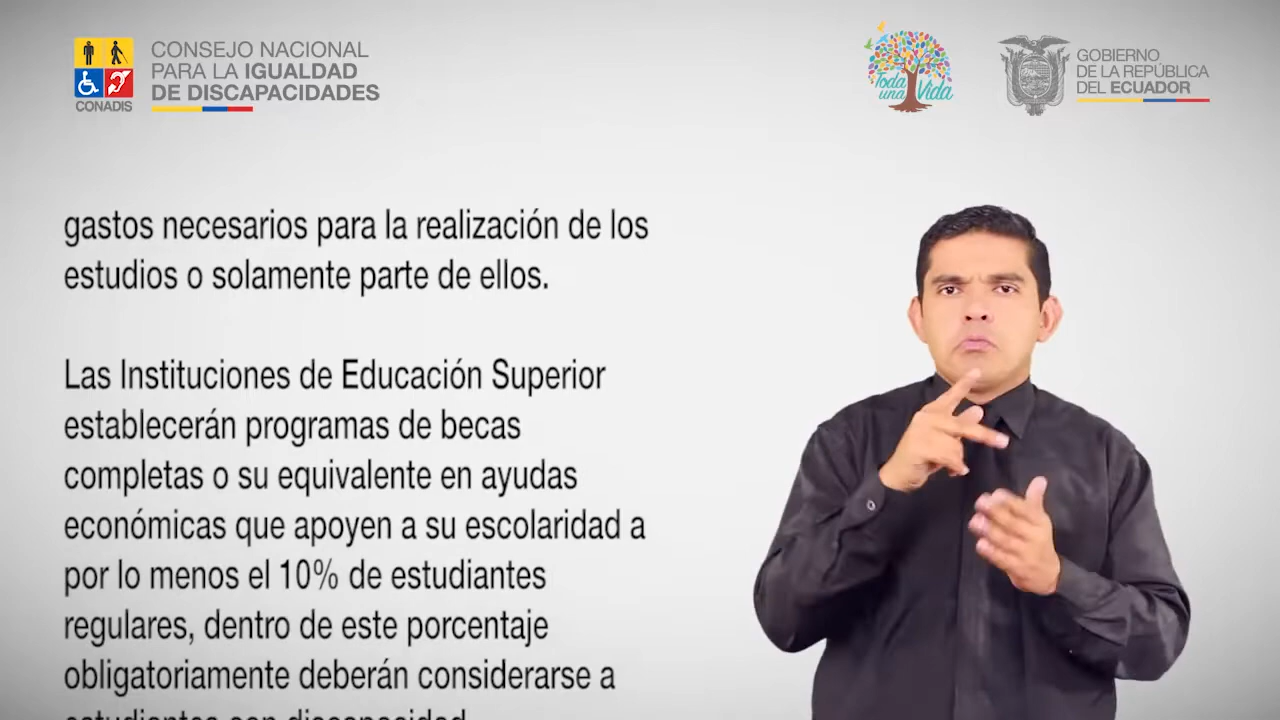 CONADIS
CONSEJO NACIONAL
PARA LA IGUALDAD
DE DISCAPACIDADES
Toda
una Vida
GOBIERNO
DE LA REPÚBLICA
DEL ECUADOR
gastos necesarios para la realización de los
estudios o solamente parte de ellos.
Las Instituciones de Educación Superior
establecerán programas de becas
completas o su equivalente en ayudas
económicas que apoyen a su escolaridad a
por lo menos el 10% de estudiantes
regulares, dentro de este porcentaje
obligatoriamente deberán considerarse a
estudiantes con discapacidad